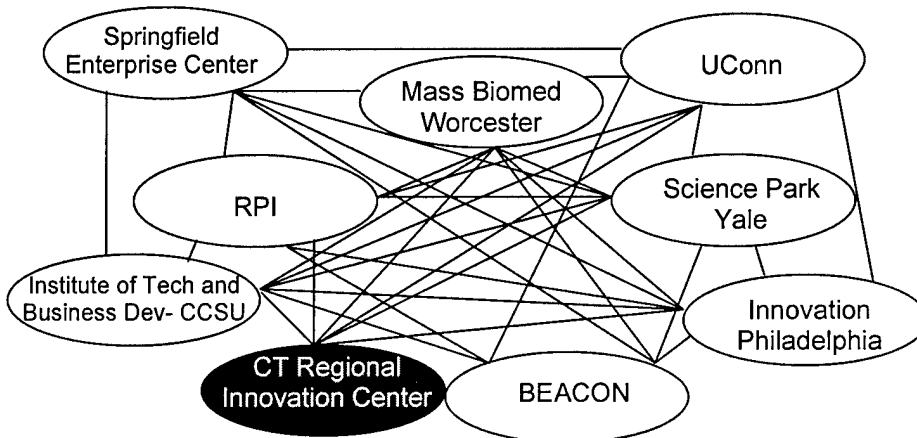 Springfield
Enterprise Center
UConn
Mass Biomed
Worcester
RPI
Science Park
Yale
Institute of Tech and
Business Dev- CCSU
Innovation
Philadelphia
CT Regional
Innovation Center
BEACON